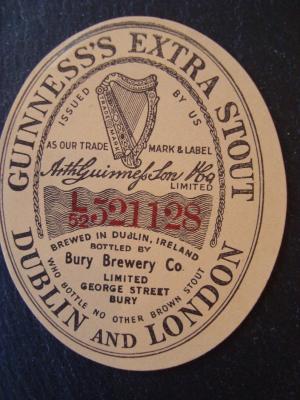 GUINNESS'S EXTRA STOUT
ISSUED BY US
TRADE MARK
AS OUR TRADE MARK & LABEL
Arth Guinness Son & Co
LIMITED
L/52 521128
BREWED IN DUBLIN, IRELAND
BOTTLED BY
Bury Brewery Co.
LIMITED
GEORGE STREET
BURY
WHO BOTTLE NO OTHER BROWN STOUT
DUBLIN AND LONDON